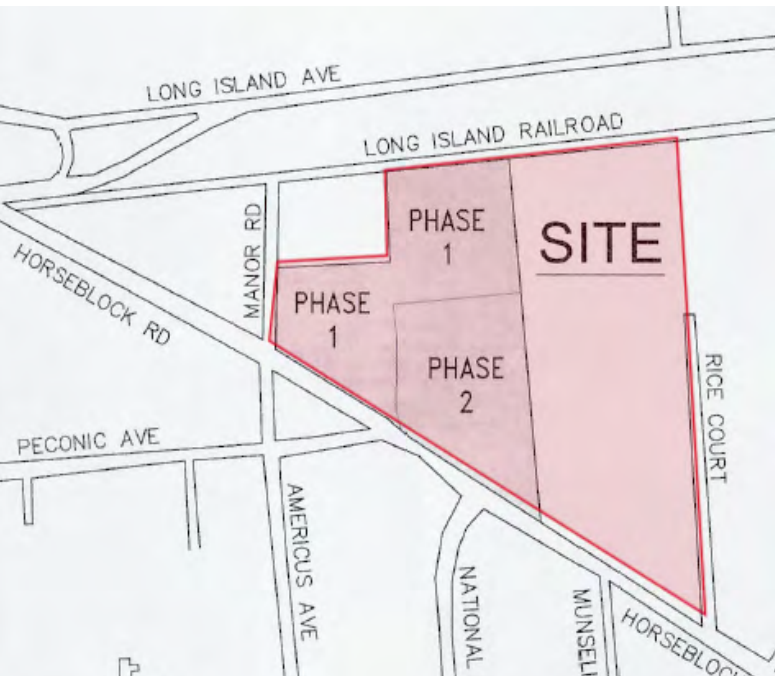 LONG ISLAND AVE
LONG ISLAND RAILROAD
MANOR RD
PHASE
1
SITE
HORSEBLOCK RD
PHASE
1
PHASE
2
RICE COURT
PECONIC AVE
AMERICUS AVE
NATIONAL
MUNSELL
HORSEBLOCK